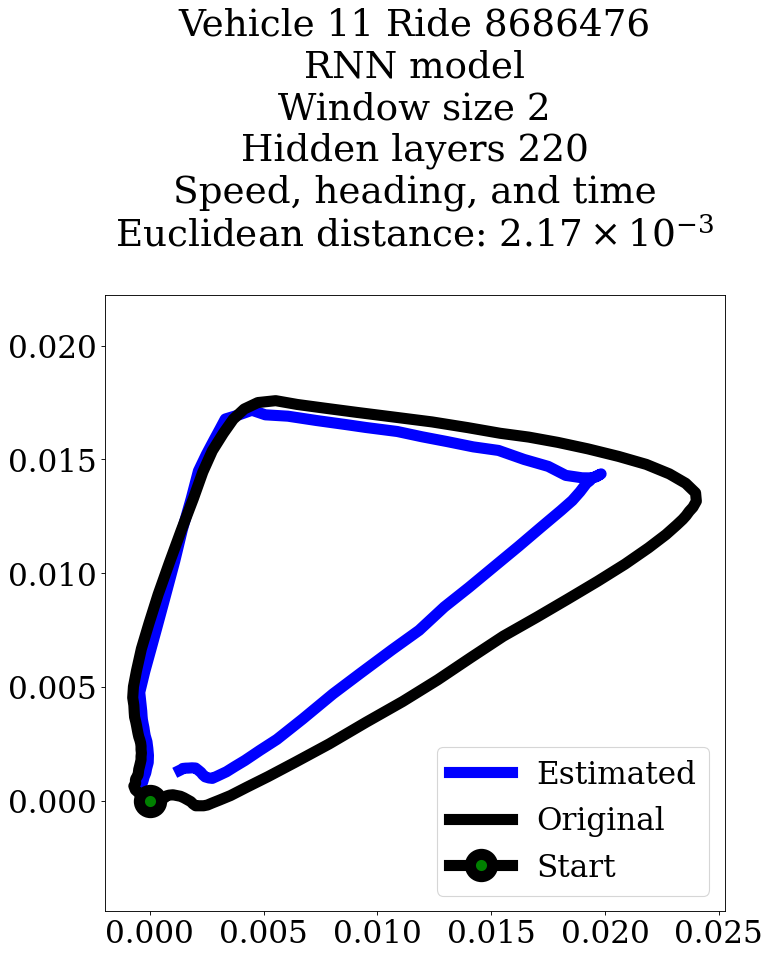 Vehicle 11 Ride 8686476
RNN model
Window size 2
Hidden layers 220
Speed, heading, and time
Euclidean distance: 2.17 × 10⁻³
0.020
0.015
0.010
0.005
0.000
Estimated
Original
Start
0.000 0.005 0.010 0.015 0.020 0.025